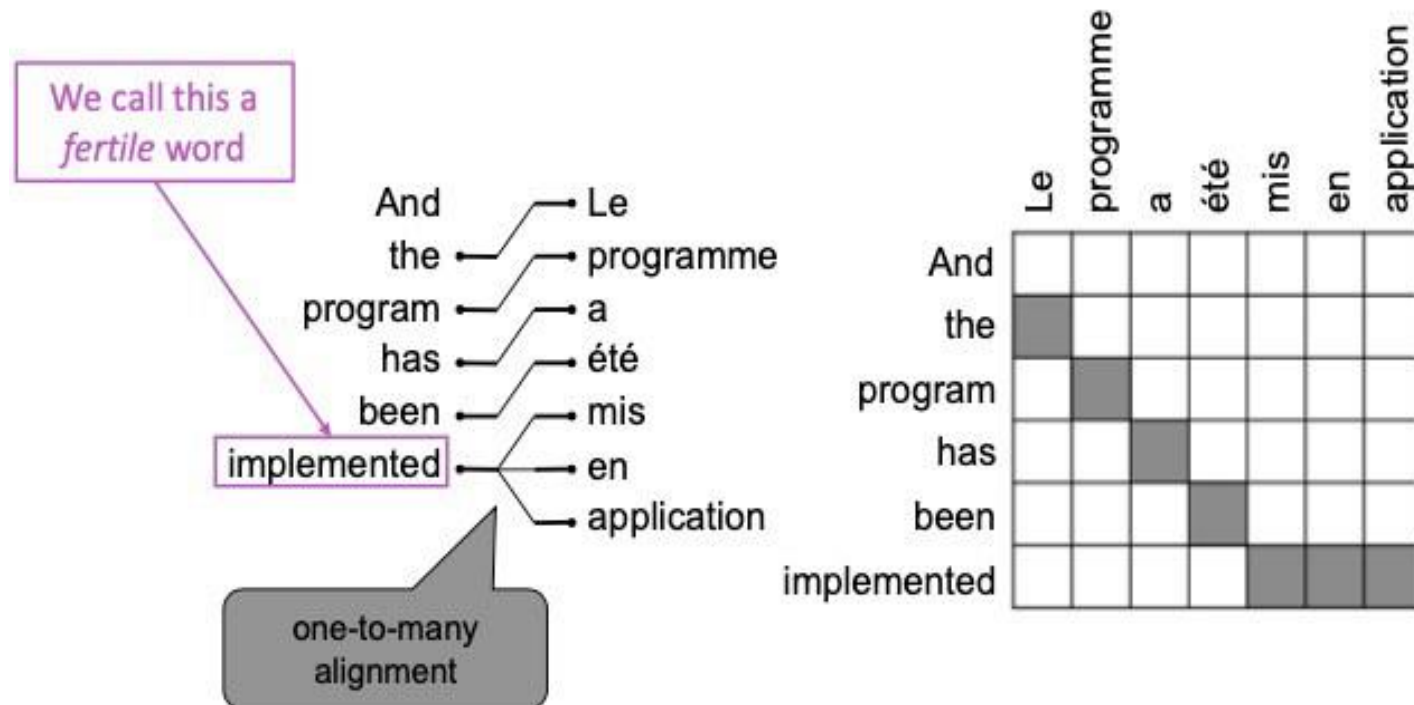 We call this a
fertile word
And Le
the programme
program a
has été
been mis
implemented en
application
one-to-many
alignment
Le programme a été mis en application
And
the
program
has
been
implemented